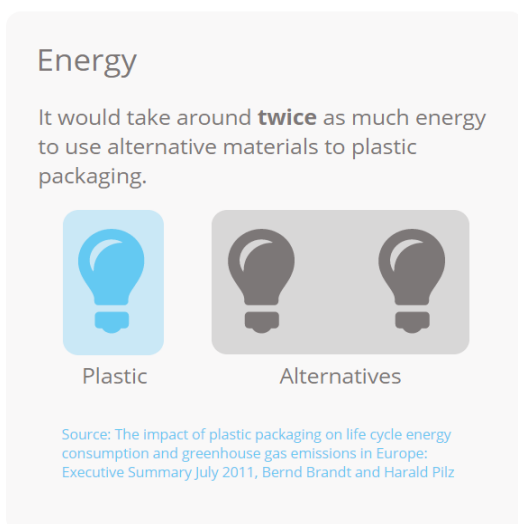 Energy
It would take around twice as much energy
to use alternative materials to plastic
packaging.
Plastic
Alternatives
Source: The impact of plastic packaging on life cycle energy
consumption and greenhouse gas emissions in Europe:
Executive Summary July 2011, Bernd Brandt and Harald Pilz